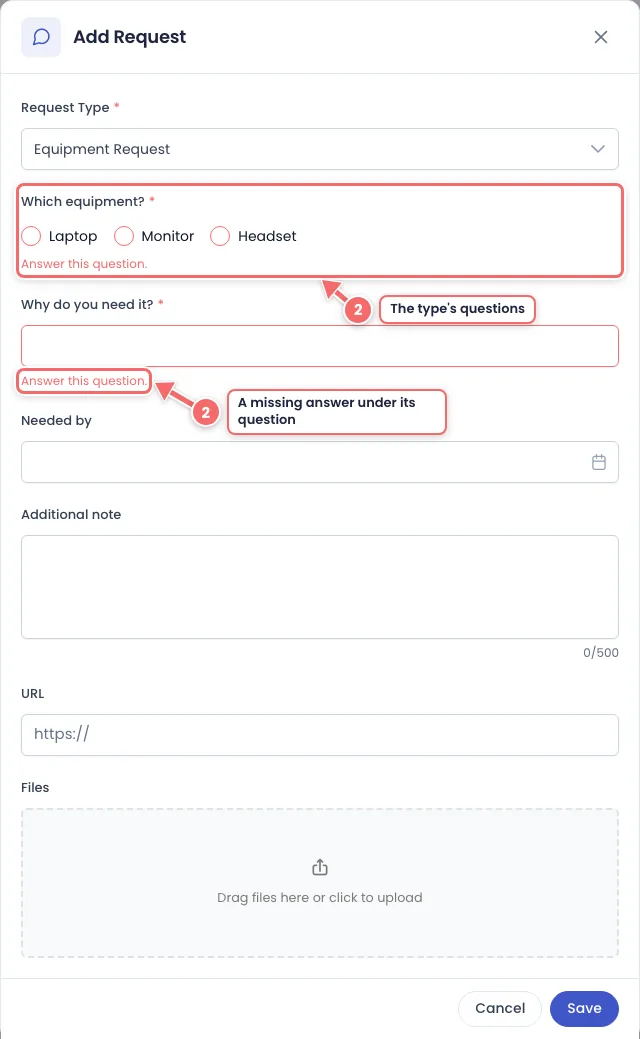 Add Request
Request Type *
Equipment Request
Which equipment? *
Laptop Monitor Headset
Answer this question.
2 The type's questions
Why do you need it? *
Answer this question.
2 A missing answer under its
question
Needed by
Additional note
0/500
URL
https://
Files
Drag files here or click to upload
Cancel Save